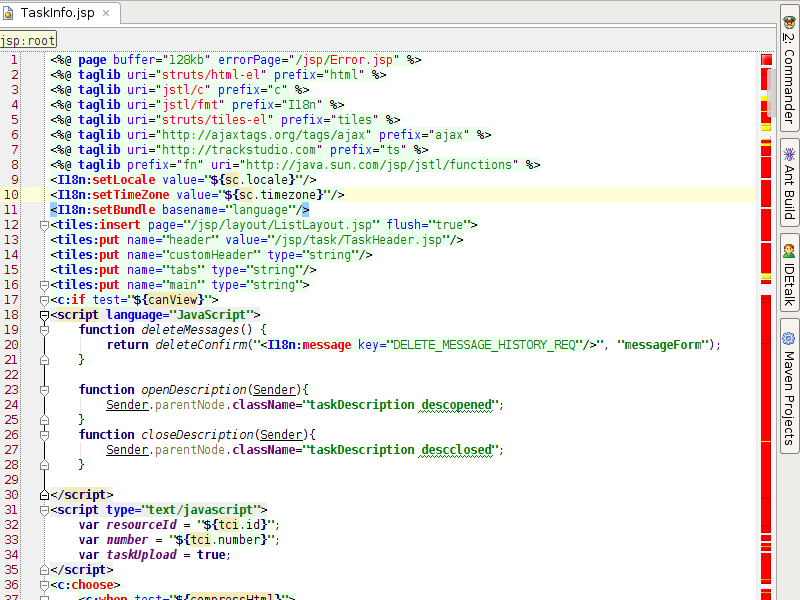 TaskInfo.jsp
jsp:root
1 <%@ page buffer="128kb" errorPage="/jsp/Error.jsp" %>
2 <%@ taglib uri="struts/html-el" prefix="html" %>
3 <%@ taglib uri="jstl/c" prefix="c" %>
4 <%@ taglib uri="jstl/fmt" prefix="I18n" %>
5 <%@ taglib uri="struts/tiles-el" prefix="tiles" %>
6 <%@ taglib uri="http://ajaxtags.org/tags/ajax" prefix="ajax" %>
7 <%@ taglib uri="http://trackstudio.com" prefix="ts" %>
8 <%@ taglib prefix="fn" uri="http://java.sun.com/jsp/jstl/functions" %>
9 <I18n:setLocale value="${sc.locale}"/>
10 <I18n:setTimeZone value="${sc.timezone}"/>
11 <I18n:setBundle basename="language"/>
12 <tiles:insert page="/jsp/layout/ListLayout.jsp" flush="true">
13 <tiles:put name="header" value="/jsp/task/TaskHeader.jsp"/>
14 <tiles:put name="customHeader" type="string"/>
15 <tiles:put name="tabs" type="string"/>
16 <tiles:put name="main" type="string">
17 <c:if test="${canView}">
18 <script language="JavaScript">
19 function deleteMessages() {
20 return deleteConfirm("<I18n:message key="DELETE_MESSAGE_HISTORY_REQ"/>", "messageForm");
21 }
22
23 function openDescription(Sender){
24 Sender.parentNode.className="taskDescription descopened";
25 }
26 function closeDescription(Sender){
27 Sender.parentNode.className="taskDescription descclosed";
28 }
29
30 </script>
31 <script type="text/javascript">
32 var resourceId = "${tci.id}";
33 var number = "${tci.number}";
34 var taskUpload = true;
35 </script>
36 <c:choose>
37 <c:when test="${compressHtml}">
2: Commander
Ant Build
IDEtalk
Maven Projects